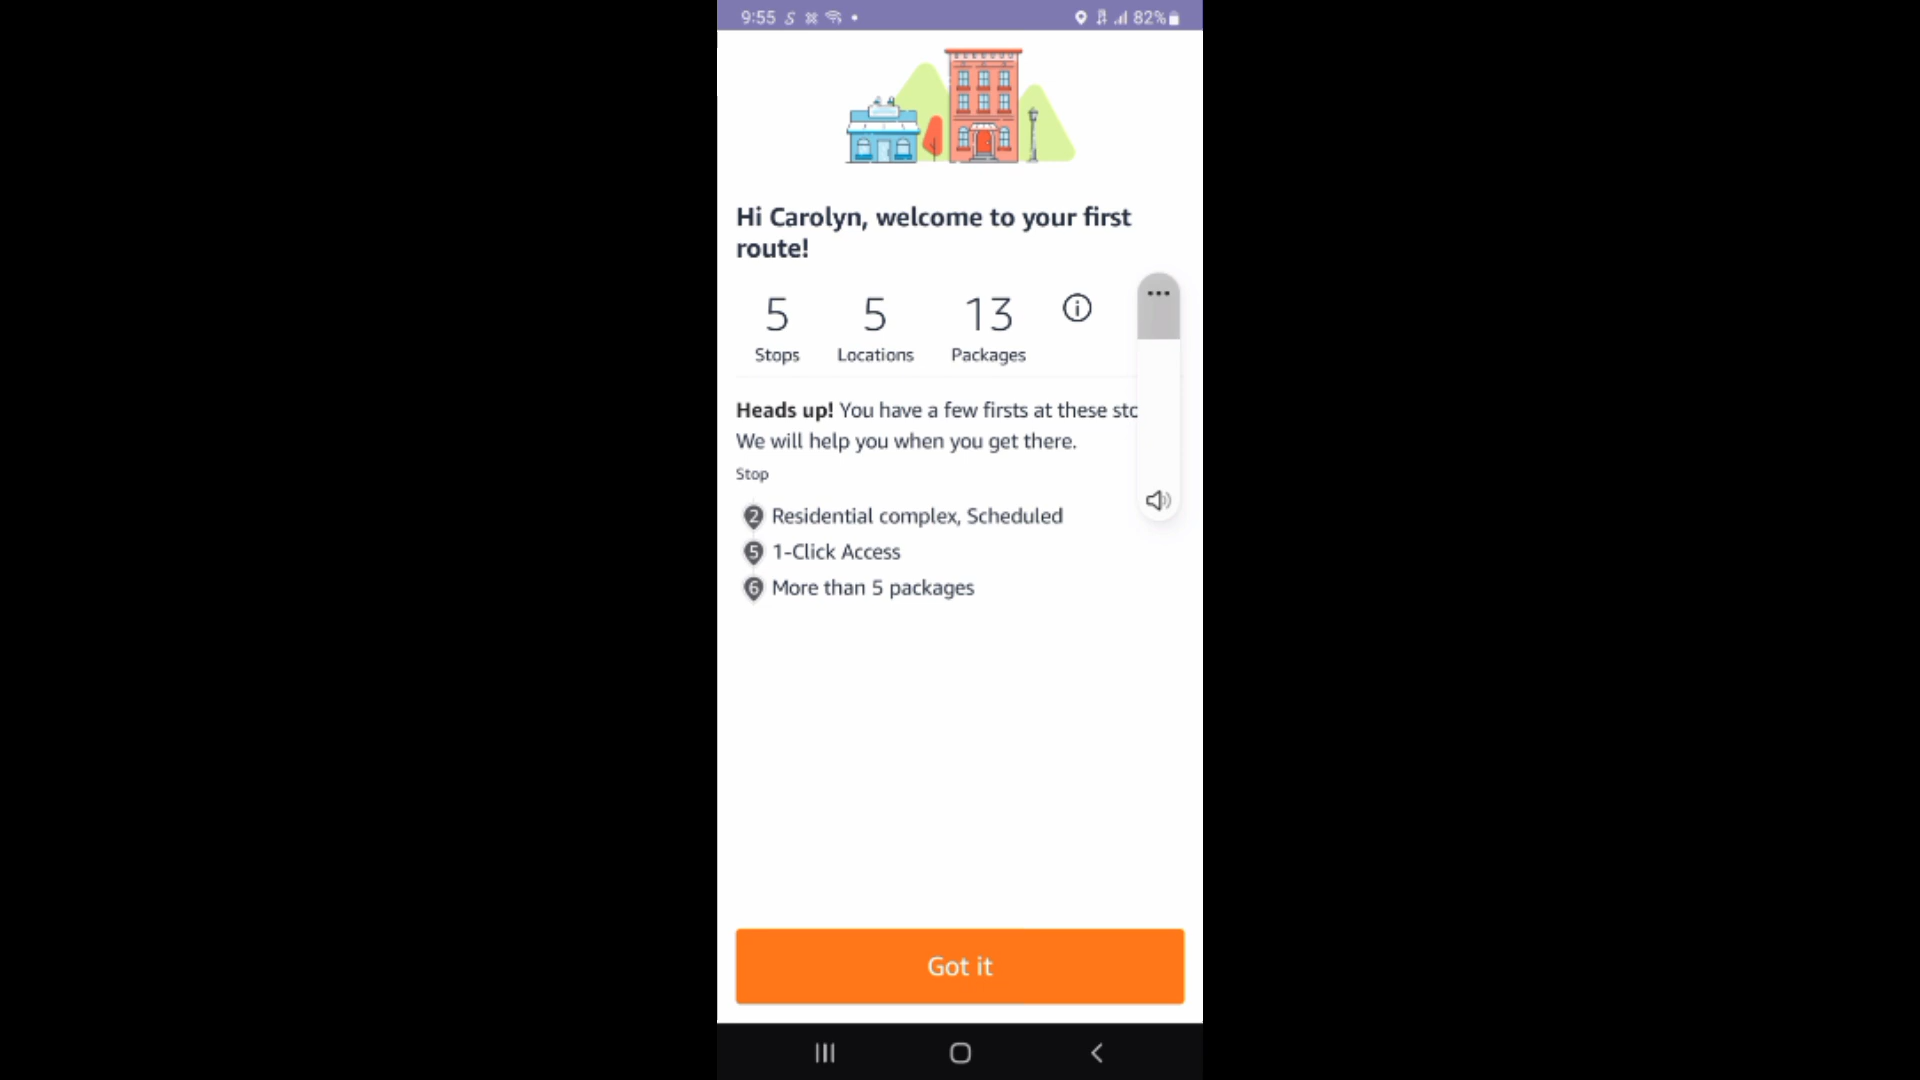 9:55
82%
Hi Carolyn, welcome to your first
route!
5 5 13
Stops Locations Packages
Heads up! You have a few firsts at these sto
We will help you when you get there.
Stop
2 Residential complex, Scheduled
5 1-Click Access
6 More than 5 packages
Got it